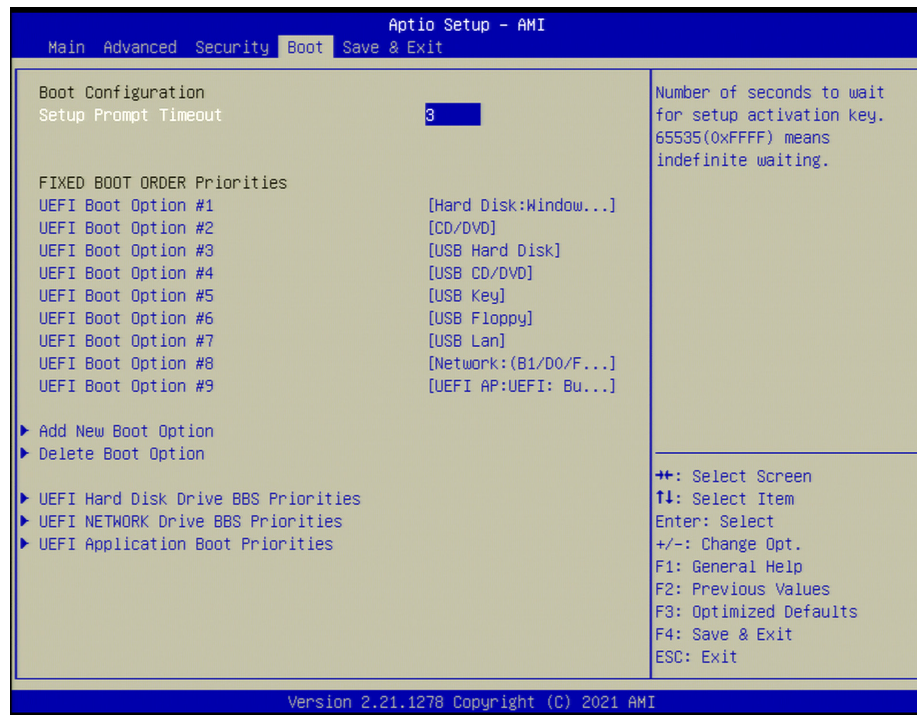 Aptio Setup - AMI
Main Advanced Security Boot Save & Exit
Boot Configuration
Setup Prompt Timeout 3
FIXED BOOT ORDER Priorities
UEFI Boot Option #1 [Hard Disk:Window...]
UEFI Boot Option #2 [CD/DVD]
UEFI Boot Option #3 [USB Hard Disk]
UEFI Boot Option #4 [USB CD/DVD]
UEFI Boot Option #5 [USB Key]
UEFI Boot Option #6 [USB Floppy]
UEFI Boot Option #7 [USB Lan]
UEFI Boot Option #8 [Network:(B1/D0/F...]
UEFI Boot Option #9 [UEFI AP:UEFI: Bu...]
Add New Boot Option
Delete Boot Option
UEFI Hard Disk Drive BBS Priorities
UEFI NETWORK Drive BBS Priorities
UEFI Application Boot Priorities
Number of seconds to wait
for setup activation key.
65535(0xFFFF) means
indefinite waiting.
→←: Select Screen
↑↓: Select Item
Enter: Select
+/-: Change Opt.
F1: General Help
F2: Previous Values
F3: Optimized Defaults
F4: Save & Exit
ESC: Exit
Version 2.21.1278 Copyright (C) 2021 AMI